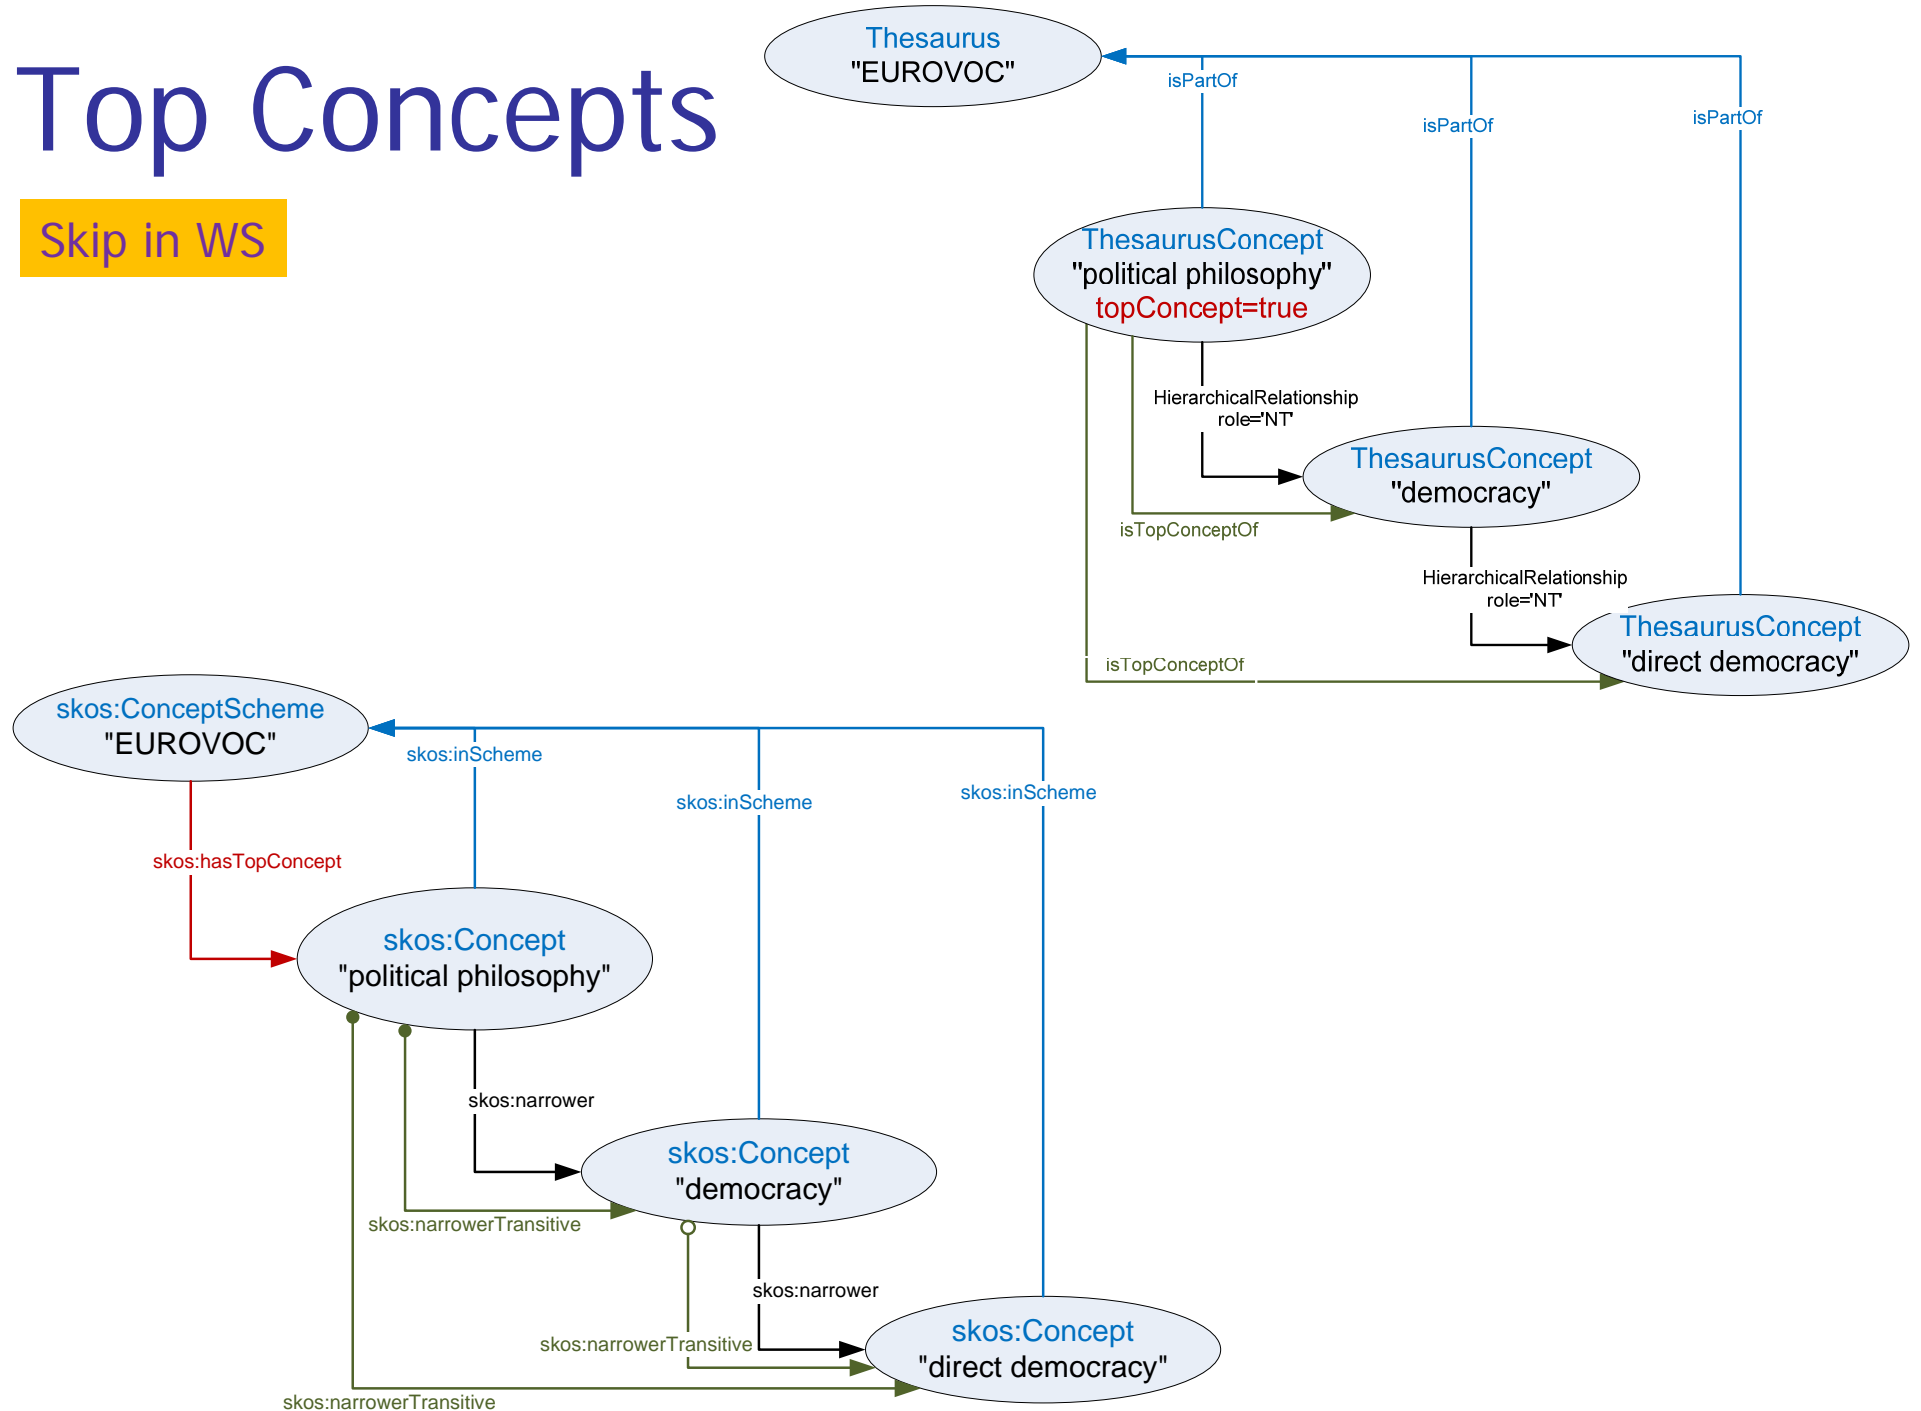 Top Concepts
Skip in WS
Thesaurus
"EUROVOC"
isPartOf
isPartOf
isPartOf
ThesaurusConcept
"political philosophy"
topConcept=true
HierarchicalRelationship
role='NT'
ThesaurusConcept
"democracy"
isTopConceptOf
HierarchicalRelationship
role='NT'
ThesaurusConcept
"direct democracy"
isTopConceptOf
skos:ConceptScheme
"EUROVOC"
skos:inScheme
skos:inScheme
skos:inScheme
skos:hasTopConcept
skos:Concept
"political philosophy"
skos:narrower
skos:Concept
"democracy"
skos:narrowerTransitive
skos:narrower
skos:narrowerTransitive
skos:Concept
"direct democracy"
skos:narrowerTransitive